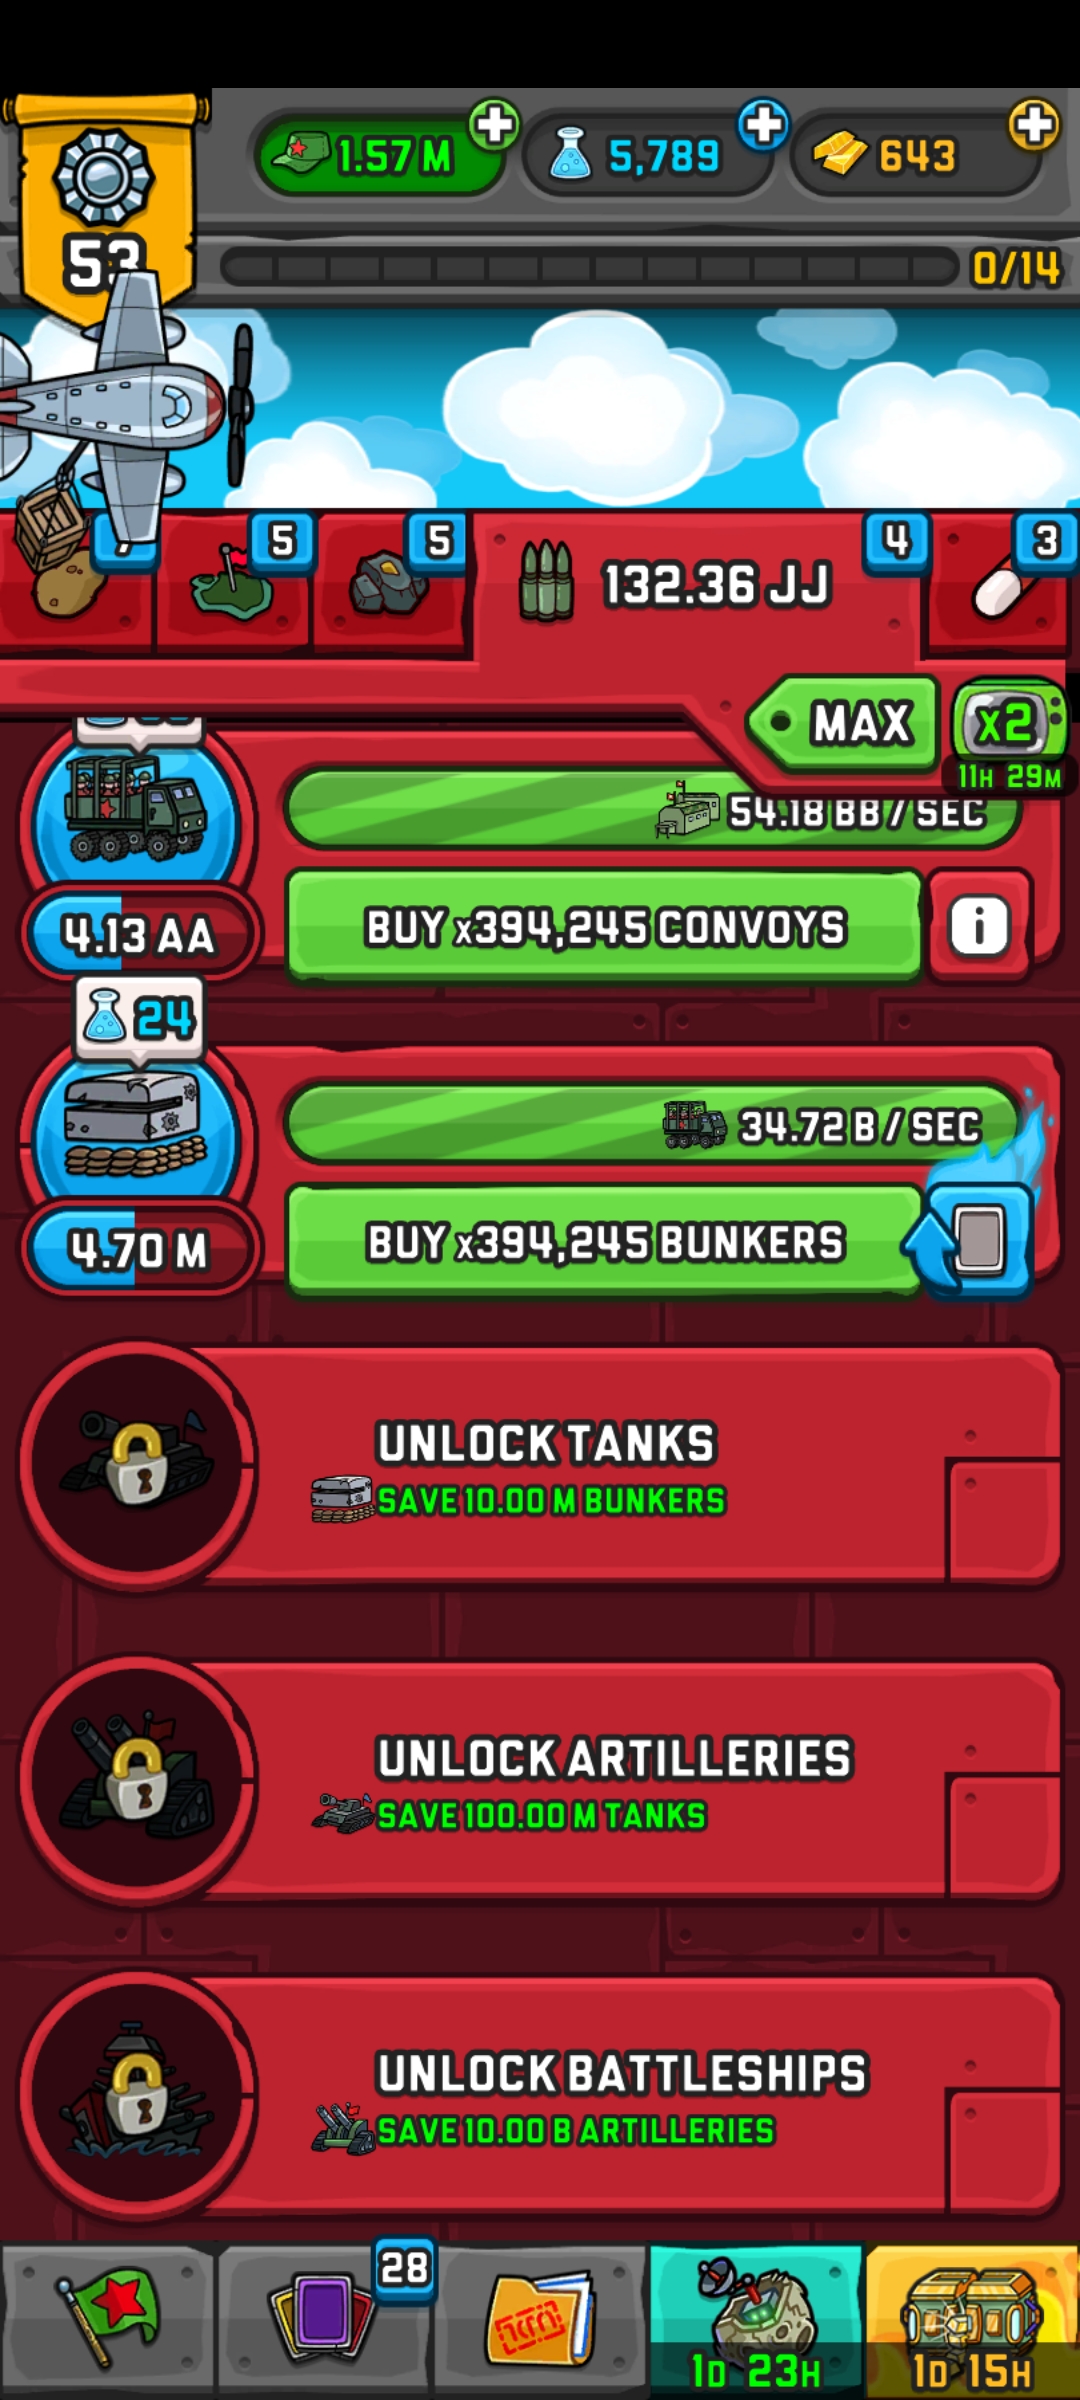 1.57 M
5,789
643
53
0/14
5
5
132.36 JJ
4
3
MAX
x2
11H 29M
54.18 BB / SEC
BUY x394,245 CONVOYS
i
4.13 AA
24
34.72 B / SEC
BUY x394,245 BUNKERS
4.70 M
UNLOCK TANKS
SAVE 10.00 M BUNKERS
UNLOCK ARTILLERIES
SAVE 100.00 M TANKS
UNLOCK BATTLESHIPS
SAVE 10.00 B ARTILLERIES
28
1D 23H
1D 15H